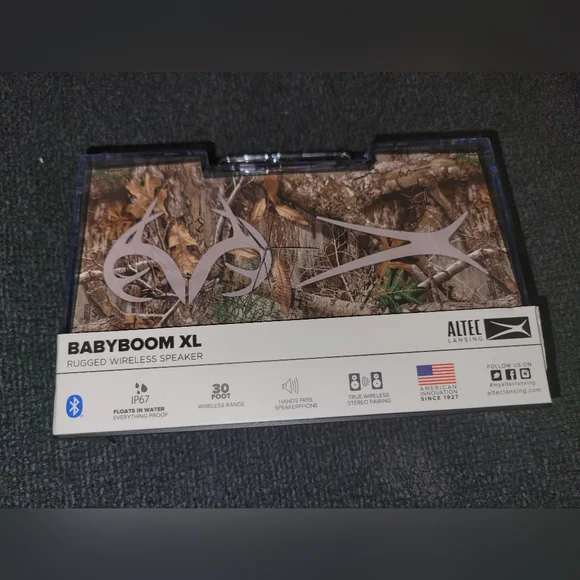 BABYBOOM XL
RUGGED WIRELESS SPEAKER
ALTEC
LANSING
IP67
FLOATS IN WATER
EVERYTHING PROOF
30
FOOT
WIRELESS RANGE
HANDS FREE
SPEAKERPHONE
TRUE WIRELESS
STEREO PAIRING
AMERICAN
INNOVATION
SINCE 1927
FOLLOW US ON
#myalteclansing
alteclansing.com